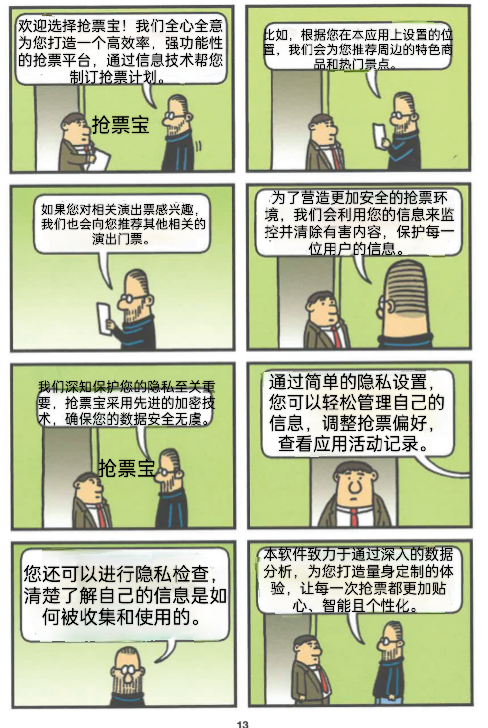 欢迎选择抢票宝！我们全心全意
为您打造一个高效率，强功能性
的抢票平台，通过信息技术帮您
制订抢票计划。
抢票宝
比如，根据您在本应用上设置的位
置，我们会为您推荐周边的特色商
品和热门景点。
如果您对相关演出票感兴趣，
我们也会向您推荐其他相关的
演出门票。
为了营造更加安全的抢票环
境，我们会利用您的信息来监
控并清除有害内容，保护每一
位用户的信息。
我们深知保护您的隐私至关重
要，抢票宝采用先进的加密技
术，确保您的数据安全无虞。
抢票宝
通过简单的隐私设置，
您可以轻松管理自己的
信息，调整抢票偏好，
查看应用活动记录。
您还可以进行隐私检查，
清楚了解自己的信息是如
何被收集和使用的。
本软件致力于通过深入的数据
分析，为您打造量身定制的体
验，让每一次抢票都更加贴
心、智能且个性化。
13